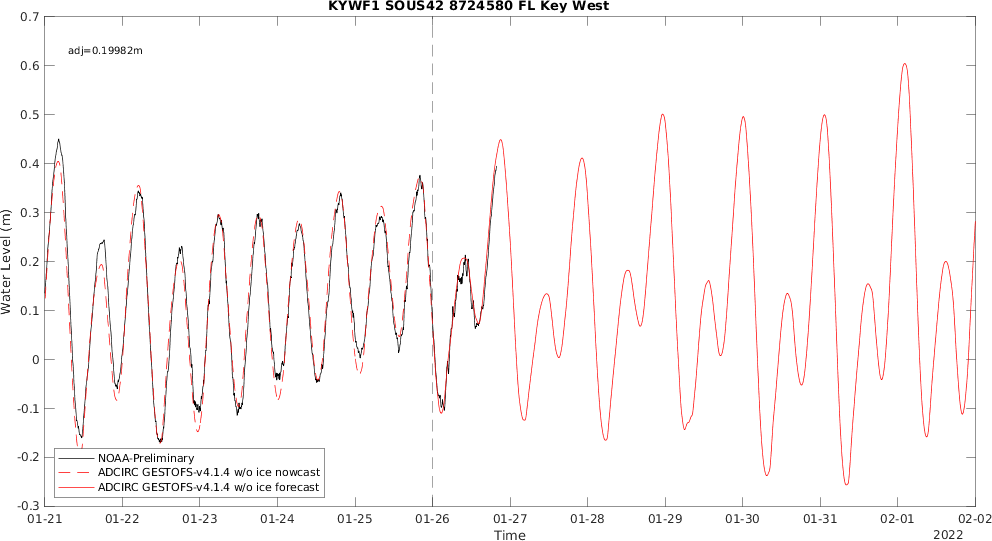 KYWF1 SOUS42 8724580 FL Key West
0.7
adj=0.19982m
0.6
0.5
0.4
0.3
0.2
0.1
0
-0.1
-0.2
-0.3
Water Level (m)
NOAA-Preliminary
ADCIRC GESTOFS-v4.1.4 w/o ice nowcast
ADCIRC GESTOFS-v4.1.4 w/o ice forecast
01-21 01-22 01-23 01-24 01-25 01-26 01-27 01-28 01-29 01-30 01-31 02-01 02-02
Time
2022